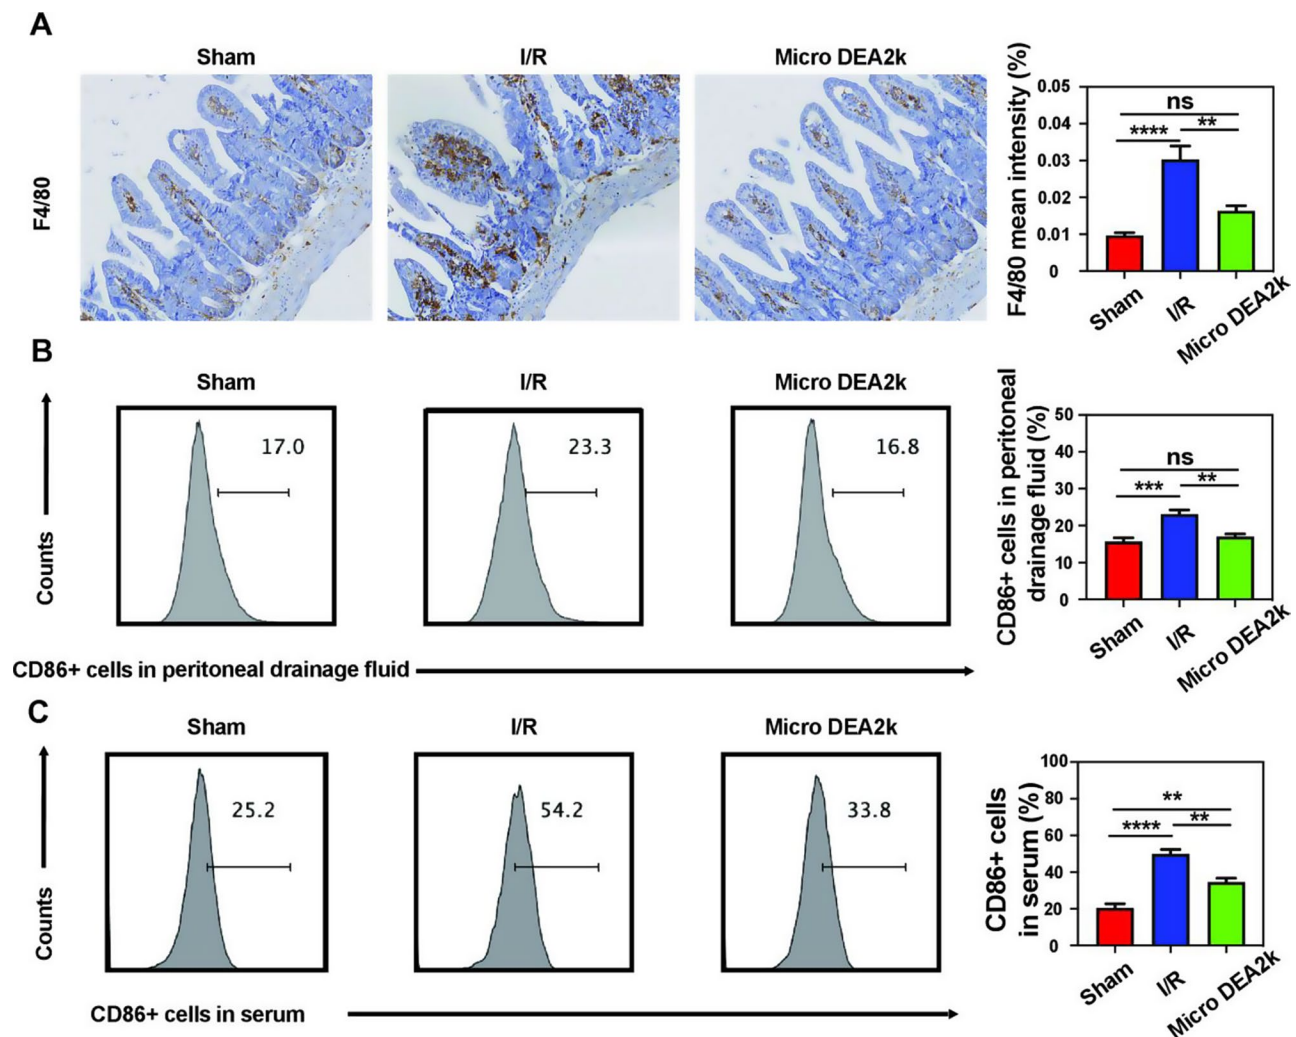 A
Sham
I/R
Micro DEA2k
F4/80
F4/80 mean intensity (%)
0.05
0.04
0.03
0.02
0.01
0
ns
****
**
Sham
I/R
Micro DEA2k
B
Sham
I/R
Micro DEA2k
Counts
17.0
23.3
16.8
CD86+ cells in peritoneal drainage fluid
CD86+ cells in peritoneal
drainage fluid (%)
50
40
30
20
10
0
ns
***
**
Sham
I/R
Micro DEA2k
C
Sham
I/R
Micro DEA2k
Counts
25.2
54.2
33.8
CD86+ cells in serum
CD86+ cells
in serum (%)
100
80
60
40
20
0
**
****
**
Sham
I/R
Micro DEA2k